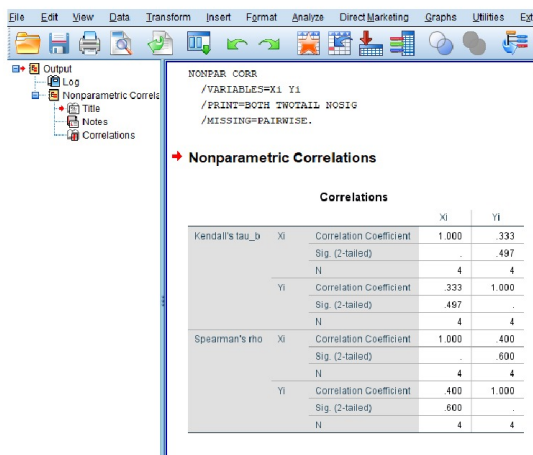 File Edit View Data Transform Insert Format Analyze Direct Marketing Graphs Utilities
Output
Log
Nonparametric Correla
Title
Notes
Correlations
NONPAR CORR
/VARIABLES=Xi Yi
/PRINT=BOTH TWOTAIL NOSIG
/MISSING=PAIRWISE.
Nonparametric Correlations
Correlations
Xi Yi
Kendall's tau_b Xi Correlation Coefficient 1.000 .333
Sig. (2-tailed) . .497
N 4 4
Yi Correlation Coefficient .333 1.000
Sig. (2-tailed) .497 .
N 4 4
Spearman's rho Xi Correlation Coefficient 1.000 .400
Sig. (2-tailed) . .600
N 4 4
Yi Correlation Coefficient .400 1.000
Sig. (2-tailed) .600 .
N 4 4